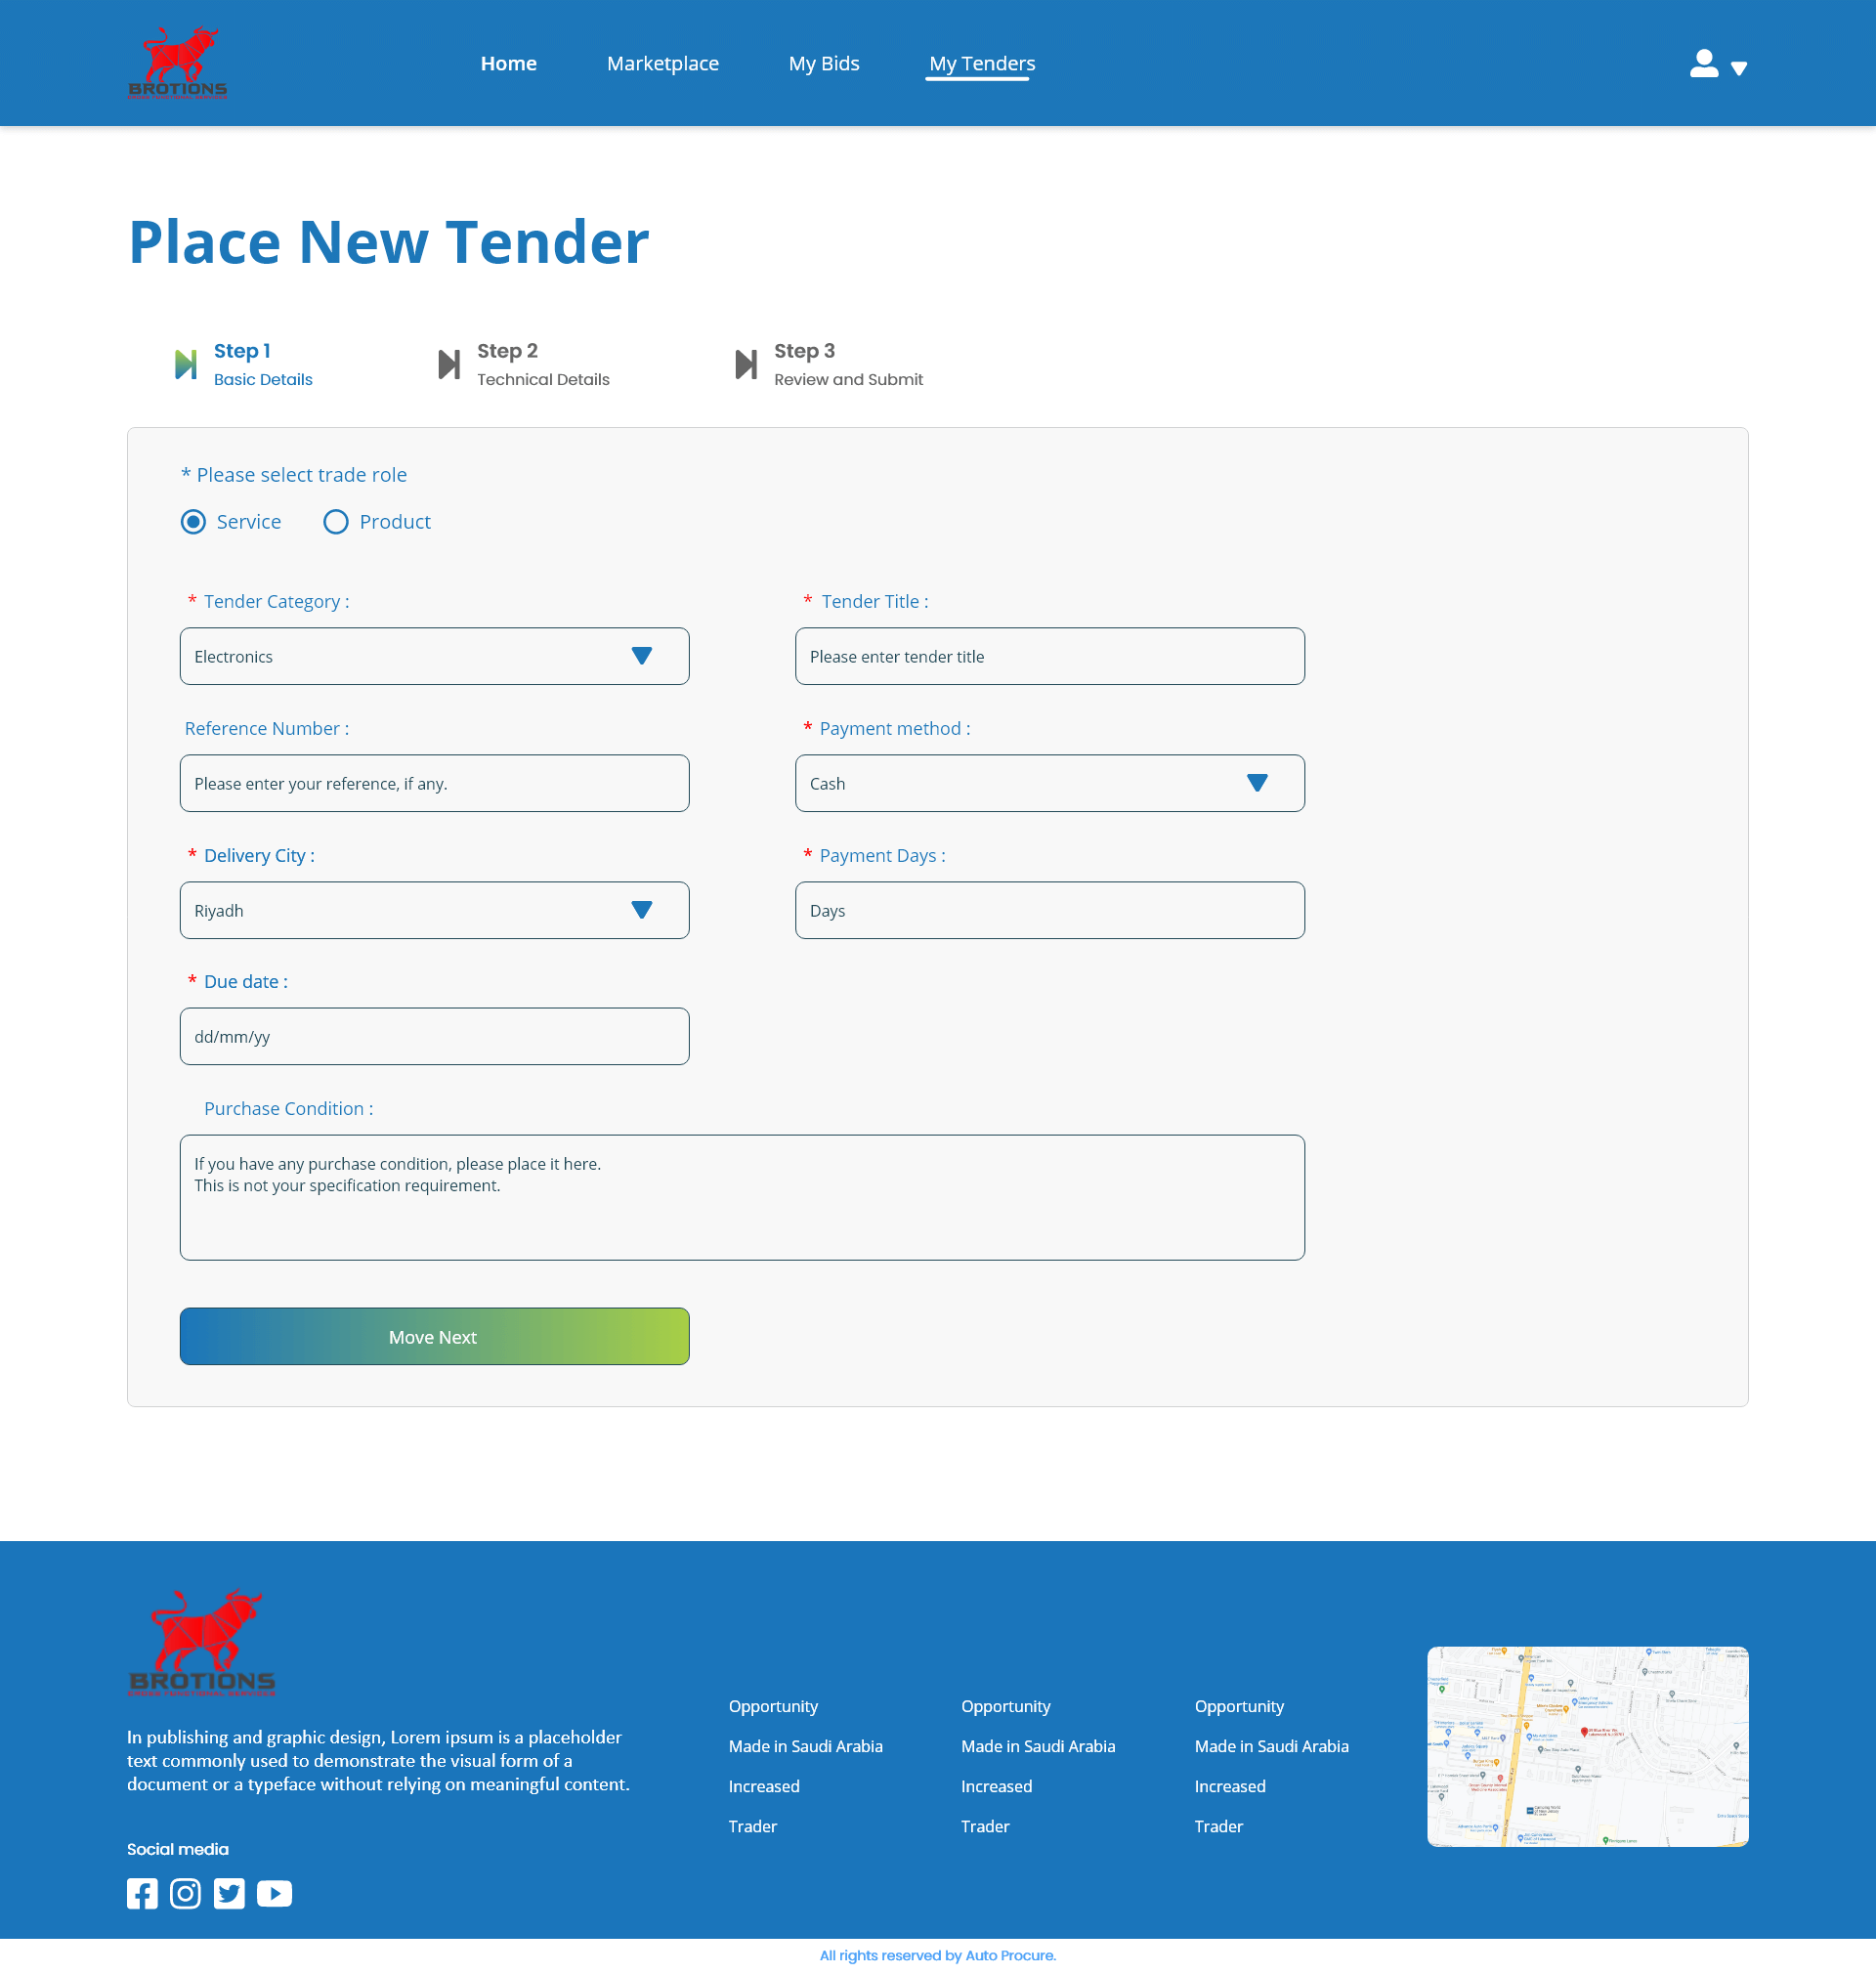 BROTIONS
Home
Marketplace
My Bids
My Tenders
Place New Tender
Step 1
Basic Details
Step 2
Technical Details
Step 3
Review and Submit
* Please select trade role
Service
Product
* Tender Category :
* Tender Title :
Electronics
Please enter tender title
Reference Number :
* Payment method :
Please enter your reference, if any.
Cash
* Delivery City :
* Payment Days :
Riyadh
Days
* Due date :
dd/mm/yy
Purchase Condition :
If you have any purchase condition, please place it here.
This is not your specification requirement.
Move Next
BROTIONS
In publishing and graphic design, Lorem ipsum is a placeholder
text commonly used to demonstrate the visual form of a
document or a typeface without relying on meaningful content.
Social media
Opportunity
Made in Saudi Arabia
Increased
Trader
Opportunity
Made in Saudi Arabia
Increased
Trader
Opportunity
Made in Saudi Arabia
Increased
Trader
All rights reserved by Auto Procure.